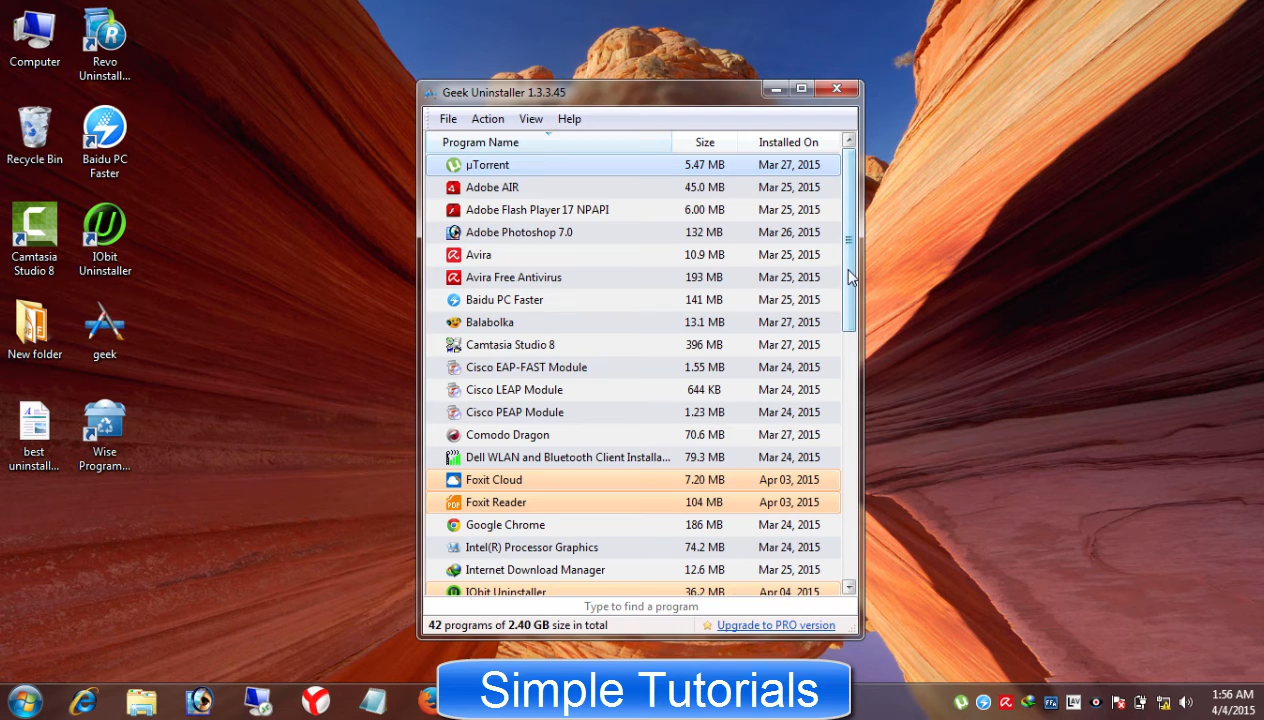 Computer
Revo
Uninstall...
Recycle Bin
Baidu PC
Faster
Camtasia
Studio 8
IObit
Uninstaller
New folder
geek
best
uninstall...
Wise
Program...
Geek Uninstaller 1.3.3.45
File Action View Help
Program Name Size Installed On
µTorrent 5.47 MB Mar 27, 2015
Adobe AIR 45.0 MB Mar 25, 2015
Adobe Flash Player 17 NPAPI 6.00 MB Mar 25, 2015
Adobe Photoshop 7.0 132 MB Mar 26, 2015
Avira 10.9 MB Mar 25, 2015
Avira Free Antivirus 193 MB Mar 25, 2015
Baidu PC Faster 141 MB Mar 25, 2015
Balabolka 13.1 MB Mar 27, 2015
Camtasia Studio 8 396 MB Mar 27, 2015
Cisco EAP-FAST Module 1.55 MB Mar 24, 2015
Cisco LEAP Module 644 KB Mar 24, 2015
Cisco PEAP Module 1.23 MB Mar 24, 2015
Comodo Dragon 70.6 MB Mar 27, 2015
Dell WLAN and Bluetooth Client Installa... 79.3 MB Mar 24, 2015
Foxit Cloud 7.20 MB Apr 03, 2015
Foxit Reader 104 MB Apr 03, 2015
Google Chrome 186 MB Mar 24, 2015
Intel(R) Processor Graphics 74.2 MB Mar 24, 2015
Internet Download Manager 12.6 MB Mar 25, 2015
IObit Uninstaller 36.2 MB Apr 04, 2015
Type to find a program
42 programs of 2.40 GB size in total
Upgrade to PRO version
Simple Tutorials
1:56 AM
4/4/2015